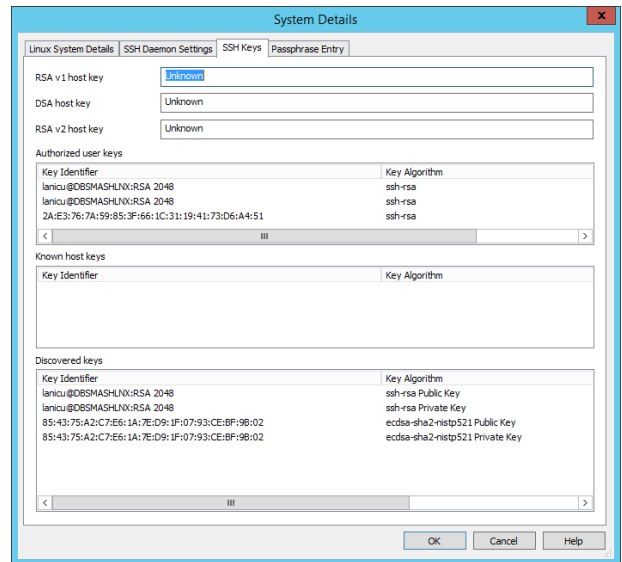 System Details
x
Linux System Details SSH Daemon Settings SSH Keys Passphrase Entry
RSA v1 host key Unknown
DSA host key Unknown
RSA v2 host key Unknown
Authorized user keys
Key Identifier Key Algorithm
lanicu@DBSMASHLNX:RSA 2048 ssh-rsa
lanicu@DBSMASHLNX:RSA 2048 ssh-rsa
2A:E3:76:7A:59:85:3F:66:1C:31:19:41:73:D6:A4:51 ssh-rsa
Known host keys
Key Identifier Key Algorithm
Discovered keys
Key Identifier Key Algorithm
lanicu@DBSMASHLNX:RSA 2048 ssh-rsa Public Key
lanicu@DBSMASHLNX:RSA 2048 ssh-rsa Private Key
85:43:75:A2:C7:E6:1A:7E:D9:1F:07:93:CE:BF:9B:02 ecdsa-sha2-nistp521 Public Key
85:43:75:A2:C7:E6:1A:7E:D9:1F:07:93:CE:BF:9B:02 ecdsa-sha2-nistp521 Private Key
OK Cancel Help